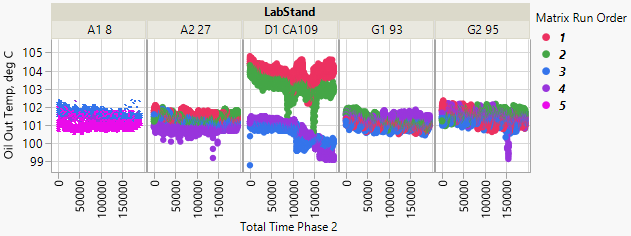 LabStand
A1 8 A2 27 D1 CA109 G1 93 G2 95
Oil Out Temp, deg C
105
104
103
102
101
100
99
0 50000 100000 150000 0 50000 100000 150000 0 50000 100000 150000 0 50000 100000 150000 0 50000 100000 150000
Total Time Phase 2
Matrix Run Order
1
2
3
4
5